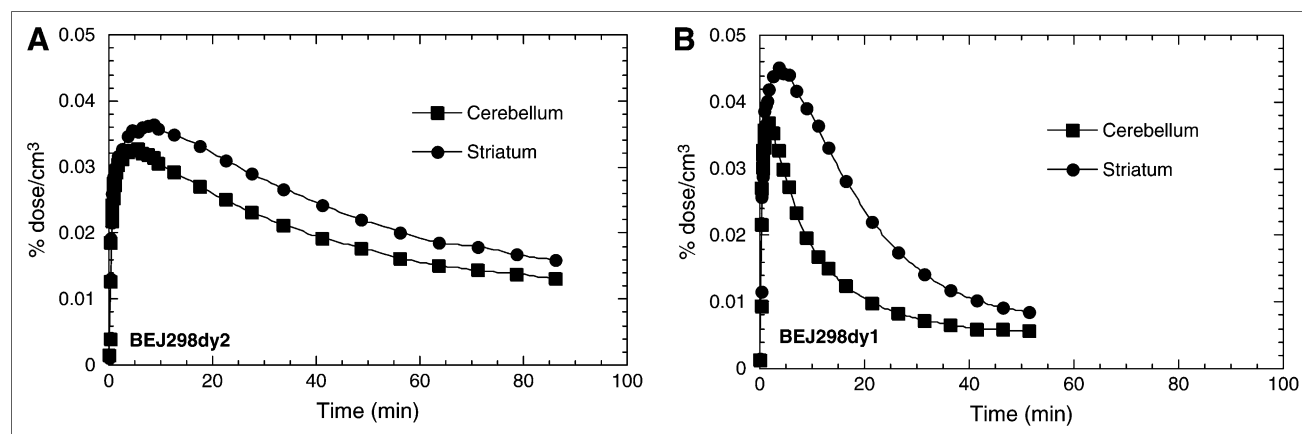 A
0.05
0.04
0.03
0.02
0.01
0
% dose/cm³
Cerebellum
Striatum
BEJ298dy2
0 20 40 60 80 100
Time (min)
B
0.05
0.04
0.03
0.02
0.01
0
% dose/cm³
Cerebellum
Striatum
BEJ298dy1
0 20 40 60 80 100
Time (min)